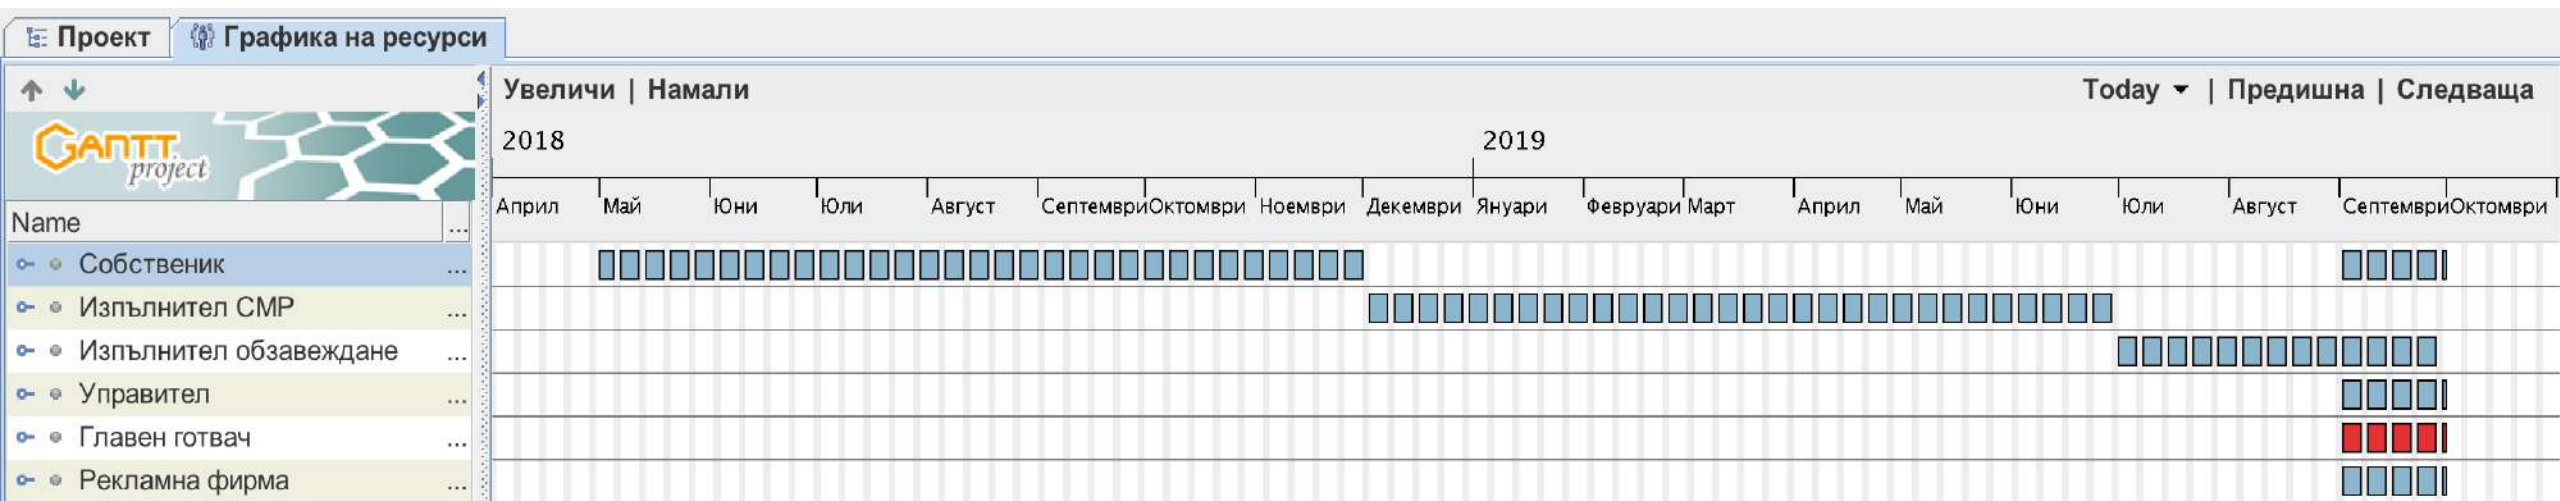 Проект Графика на ресурси
Увеличи | Намали Today | Предишна | Следваща
GANTT project
2018 2019
Април Май Юни Юли Август Септември Октомври Ноември Декември Януари Февруари Март Април Май Юни Юли Август Септември Октомври
Name ...
Собственик ...
Изпълнител СМР ...
Изпълнител обзавеждане ...
Управител ...
Главен готвач ...
Рекламна фирма ...